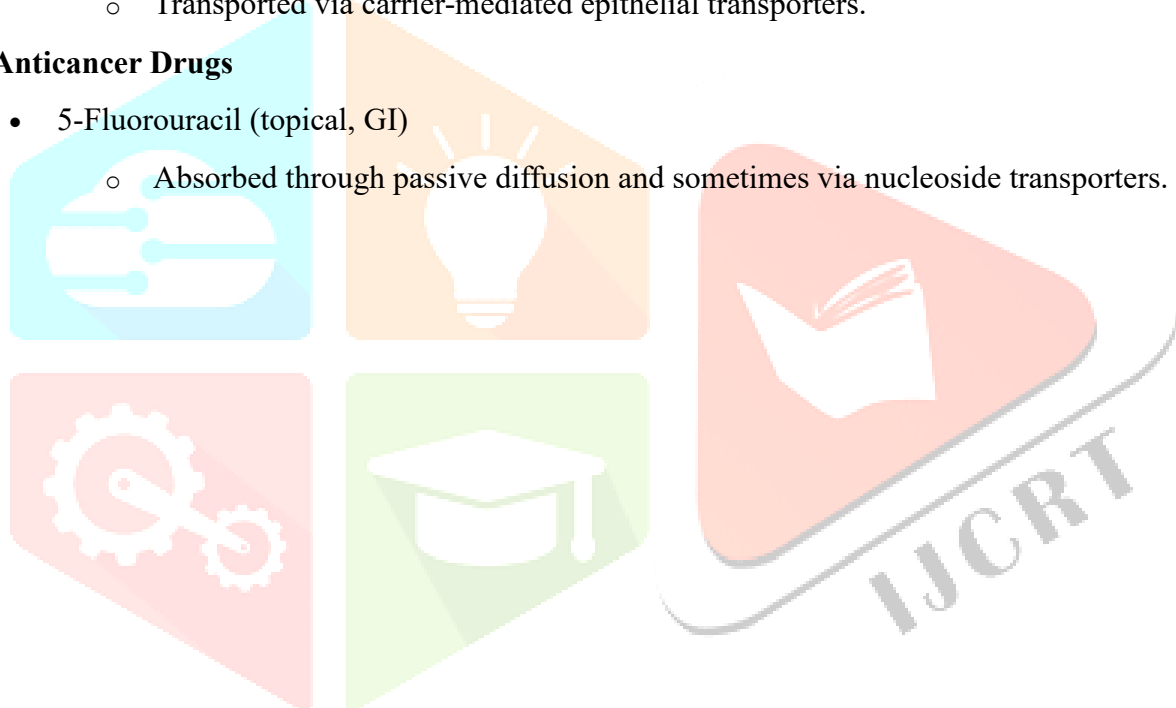 ○ Transported via carrier-mediated epithelial transporters.
Anticancer Drugs
• 5-Fluorouracil (topical, GI)
○ Absorbed through passive diffusion and sometimes via nucleoside transporters.
IJCRT